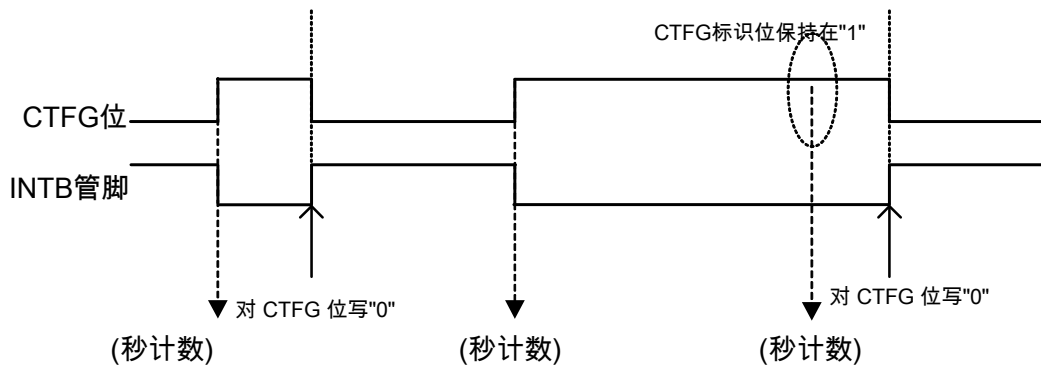 CTFG标识位保持在"1"
CTFG位
INTB管脚
对 CTFG 位写"0"
对 CTFG 位写"0"
(秒计数)
(秒计数)
(秒计数)